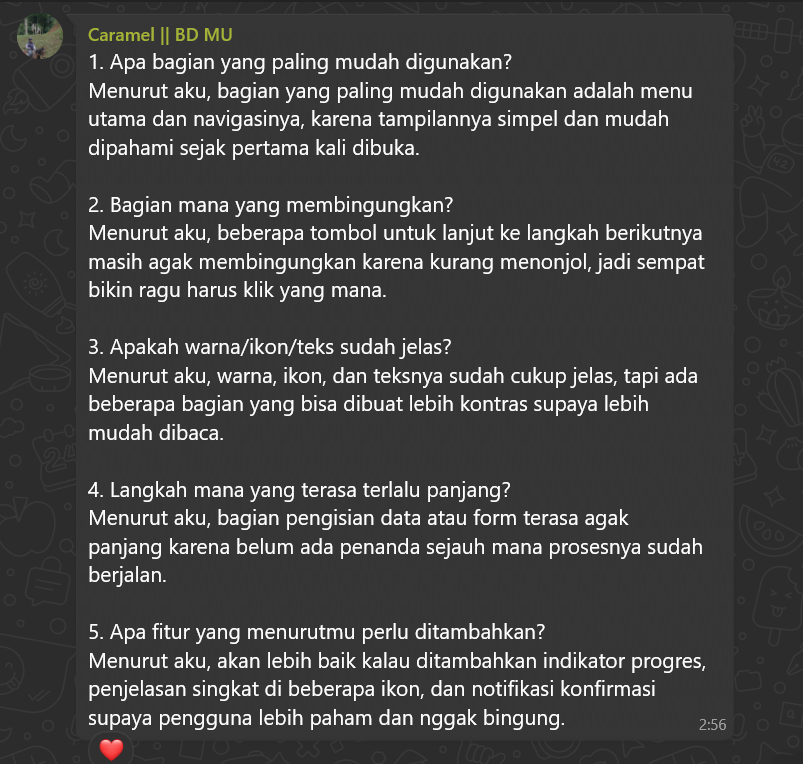 Caramel || BD MU
1. Apa bagian yang paling mudah digunakan?
Menurut aku, bagian yang paling mudah digunakan adalah menu
utama dan navigasinya, karena tampilannya simpel dan mudah
dipahami sejak pertama kali dibuka.
2. Bagian mana yang membingungkan?
Menurut aku, beberapa tombol untuk lanjut ke langkah berikutnya
masih agak membingungkan karena kurang menonjol, jadi sempat
bikin ragu harus klik yang mana.
3. Apakah warna/ikon/teks sudah jelas?
Menurut aku, warna, ikon, dan teksnya sudah cukup jelas, tapi ada
beberapa bagian yang bisa dibuat lebih kontras supaya lebih
mudah dibaca.
4. Langkah mana yang terasa terlalu panjang?
Menurut aku, bagian pengisian data atau form terasa agak
panjang karena belum ada penanda sejauh mana prosesnya sudah
berjalan.
5. Apa fitur yang menurutmu perlu ditambahkan?
Menurut aku, akan lebih baik kalau ditambahkan indikator progres,
penjelasan singkat di beberapa ikon, dan notifikasi konfirmasi
supaya pengguna lebih paham dan nggak bingung.
2:56